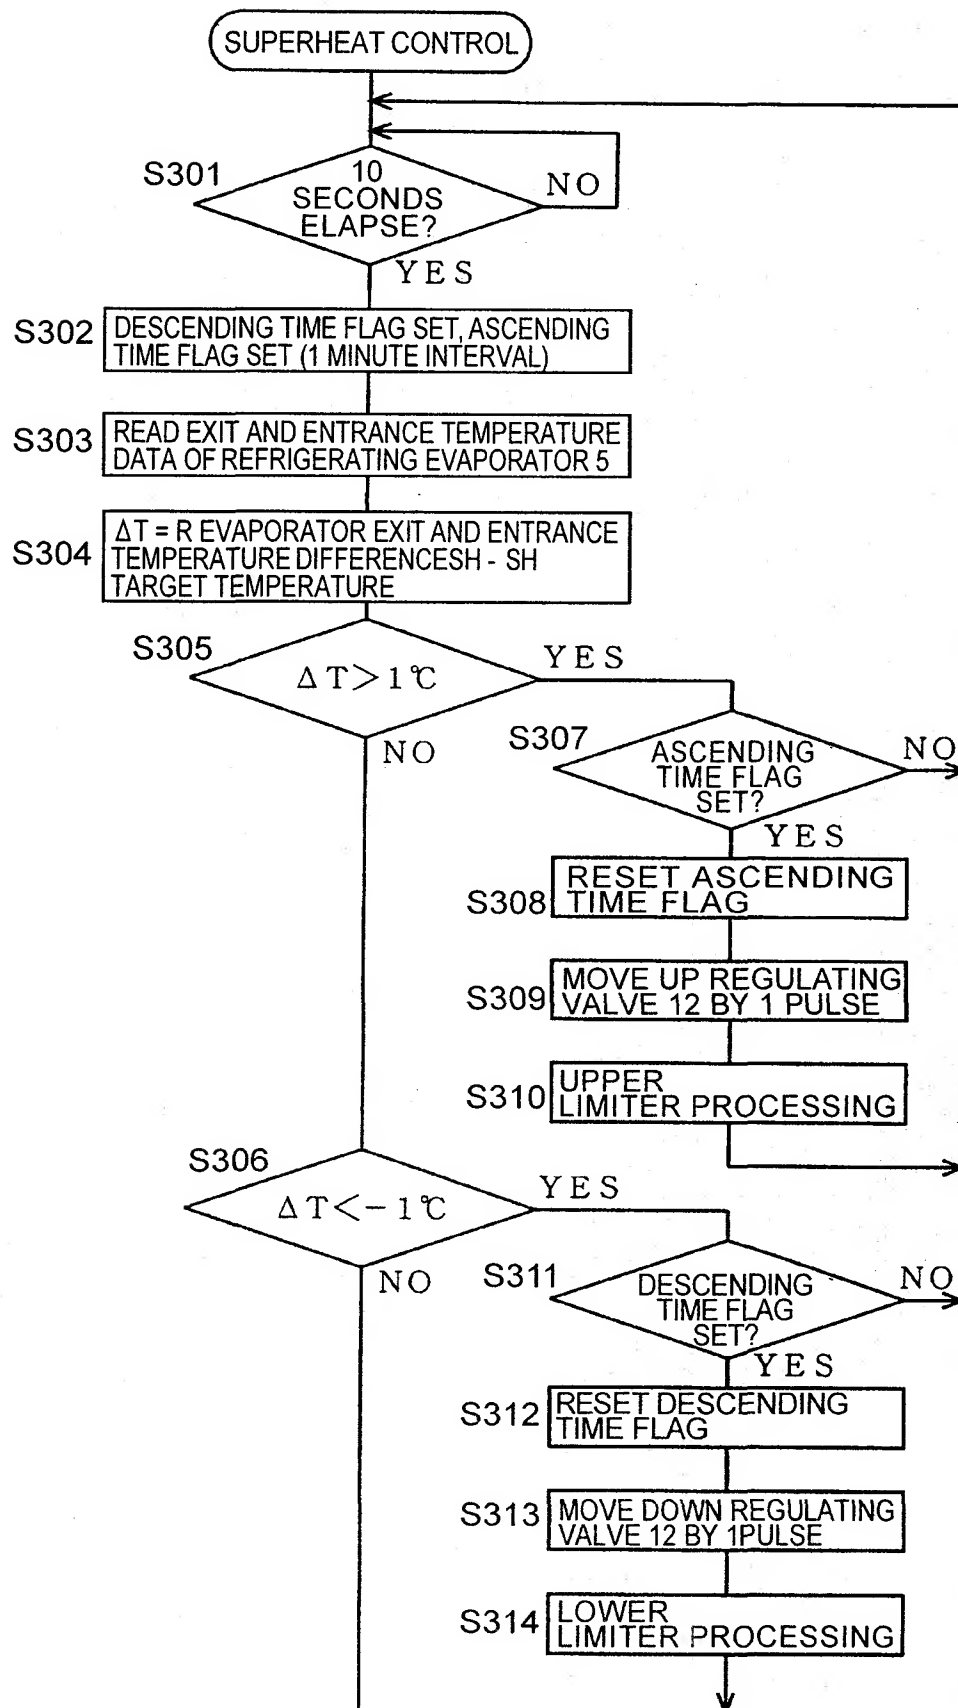 SUPERHEAT CONTROL
S301
10
SECONDS
ELAPSE?
NO
YES
S302
DESCENDING TIME FLAG SET, ASCENDING
TIME FLAG SET (1 MINUTE INTERVAL)
S303
READ EXIT AND ENTRANCE TEMPERATURE
DATA OF REFRIGERATING EVAPORATOR 5
S304
ΔT = R EVAPORATOR EXIT AND ENTRANCE
TEMPERATURE DIFFERENCESH - SH
TARGET TEMPERATURE
S305
ΔT>1℃
YES
NO
S307
ASCENDING
TIME FLAG
SET?
NO
YES
S308
RESET ASCENDING
TIME FLAG
S309
MOVE UP REGULATING
VALVE 12 BY 1 PULSE
S310
UPPER
LIMITER PROCESSING
S306
ΔT<-1℃
YES
NO
S311
DESCENDING
TIME FLAG
SET?
NO
YES
S312
RESET DESCENDING
TIME FLAG
S313
MOVE DOWN REGULATING
VALVE 12 BY 1PULSE
S314
LOWER
LIMITER PROCESSING